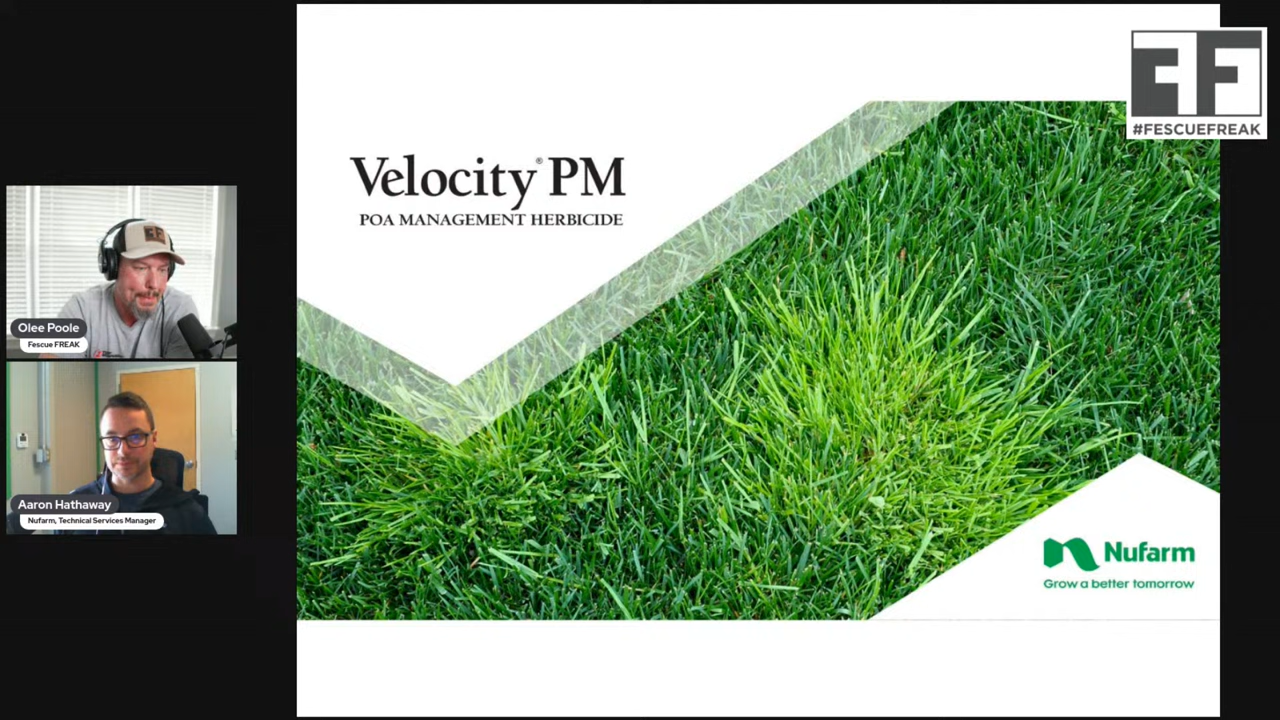 FF
#FESCUEFREAK
Velocity® PM
POA MANAGEMENT HERBICIDE
Olee Poole
Fescue FREAK
Aaron Hathaway
Nufarm, Technical Services Manager
Nufarm
Grow a better tomorrow